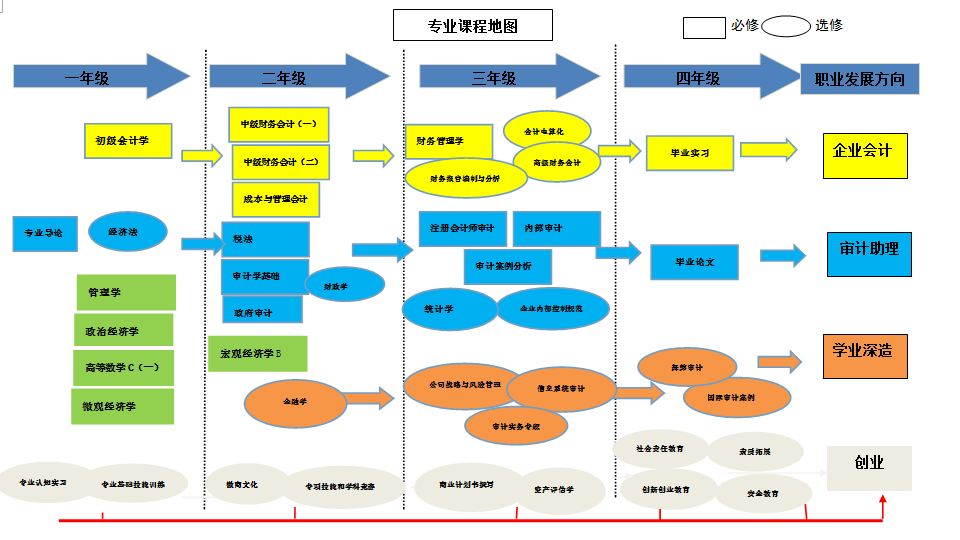 专业课程地图
必修
选修
一年级
二年级
三年级
四年级
职业发展方向
初级会计学
中级财务会计（一）
中级财务会计（二）
成本与管理会计
财务管理学
会计电算化
高级财务会计
财务报告编制与分析
毕业实习
企业会计
专业导论
经济法
税法
审计学基础
财政学
政府审计
注册会计师审计
内部审计
审计案例分析
统计学
企业内部控制规范
毕业论文
审计助理
管理学
政治经济学
高等数学C（一）
微观经济学
宏观经济学B
金融学
公司战略与风险管理
信息系统审计
审计实务专题
舞弊审计
国际审计案例
学业深造
专业认知实习
专业基础技能训练
徽商文化
专项技能和学科竞赛
商业计划书撰写
资产评估学
社会责任教育
素质拓展
创新创业教育
安全教育
创业